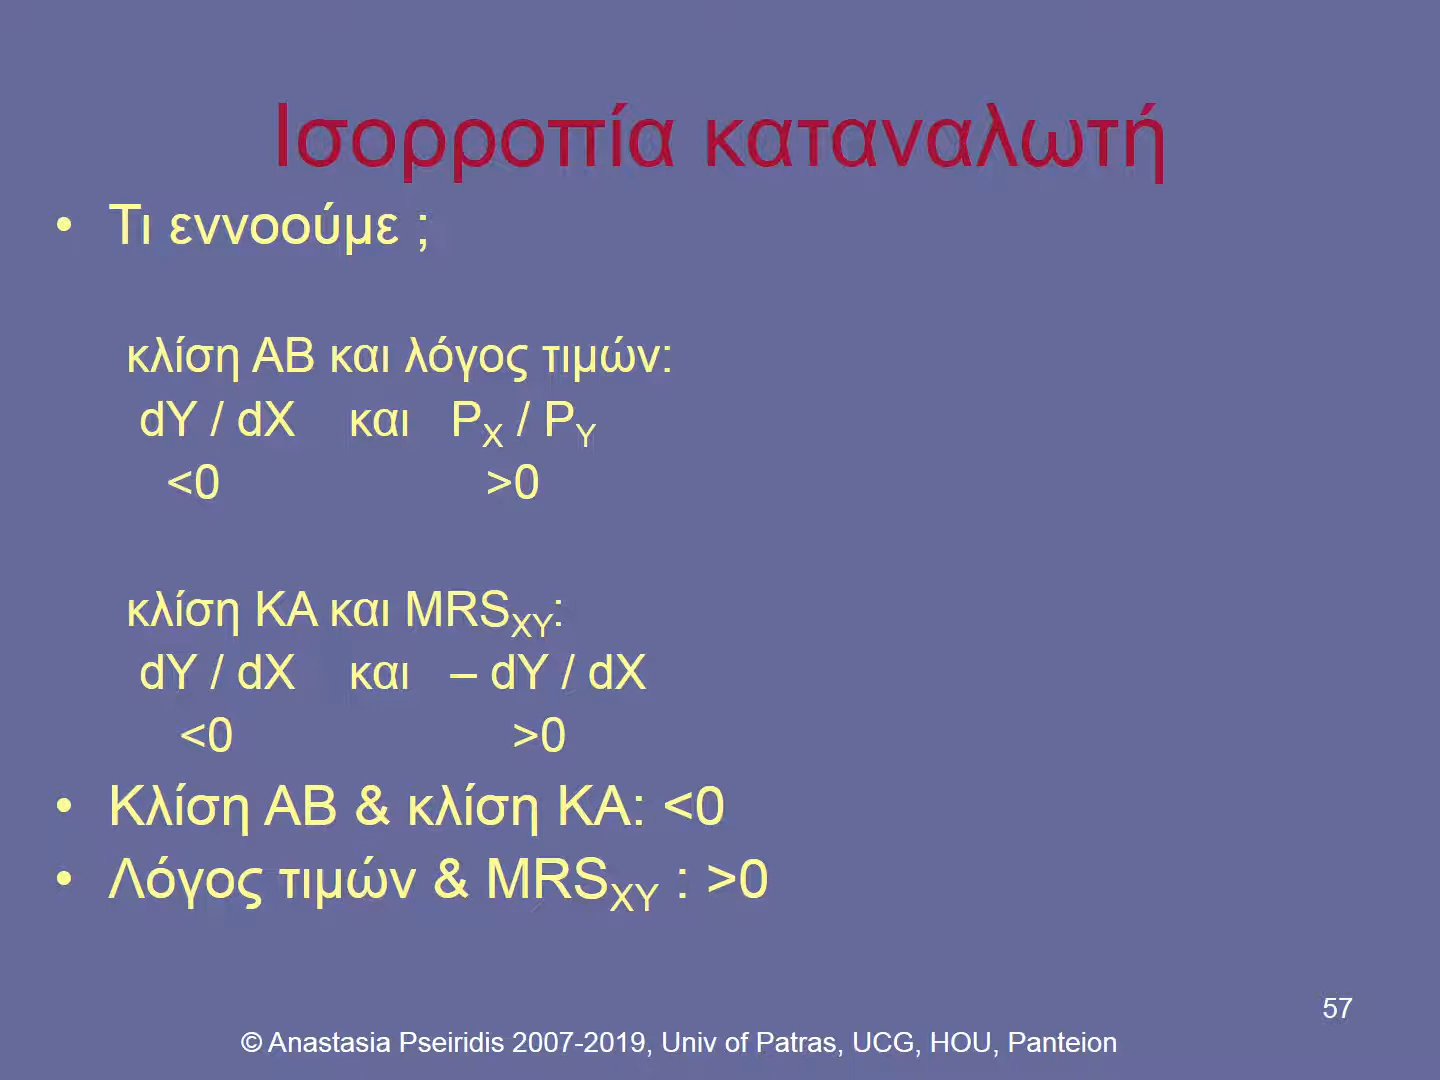 Ισορροπία καταναλωτή
• Τι εννοούμε ;
κλίση ΑΒ και λόγος τιμών:
dY / dX και PX / PY
<0 >0
κλίση ΚΑ και MRSXY:
dY / dX και – dY / dX
<0 >0
• Κλίση ΑΒ & κλίση ΚΑ: <0
• Λόγος τιμών & MRSXY : >0
57
© Anastasia Pseiridis 2007-2019, Univ of Patras, UCG, HOU, Panteion